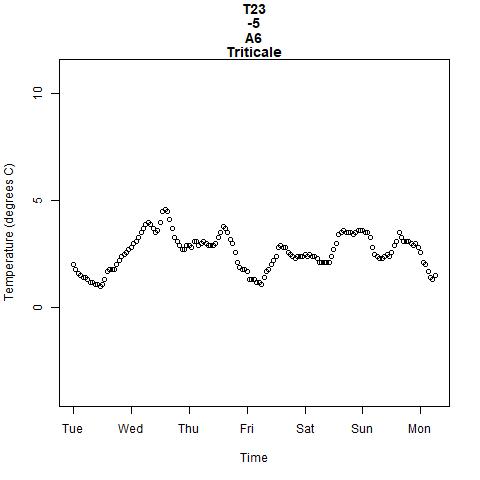 T23
-5
A6
Triticale
Temperature (degrees C)
10
5
0
Tue Wed Thu Fri Sat Sun Mon
Time